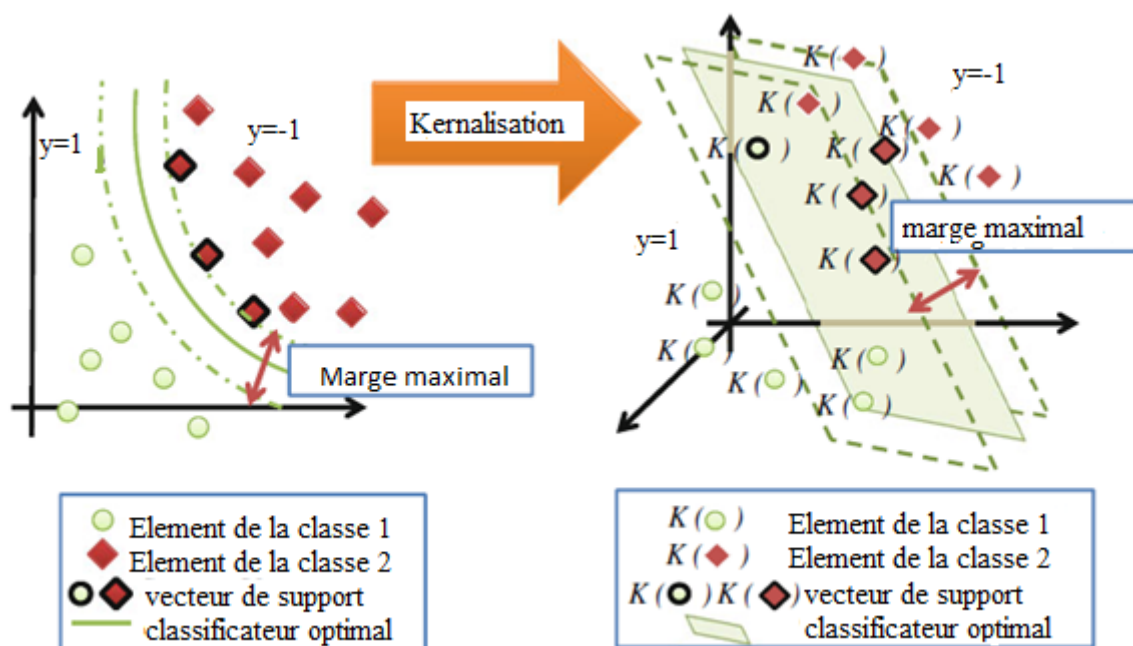 y=1
y=-1
Kernalisation
Marge maximal
Element de la classe 1
Element de la classe 2
vecteur de support
classificateur optimal
K ( )
y=-1
K ( )
K ( )
K ( )
K ( )
K ( )
K ( )
marge maximal
y=1
K ( )
K ( )
K ( )
K ( )
K ( )
K ( )
K ( ) Element de la classe 1
K ( ) Element de la classe 2
K ( ) K ( ) vecteur de support
classificateur optimal